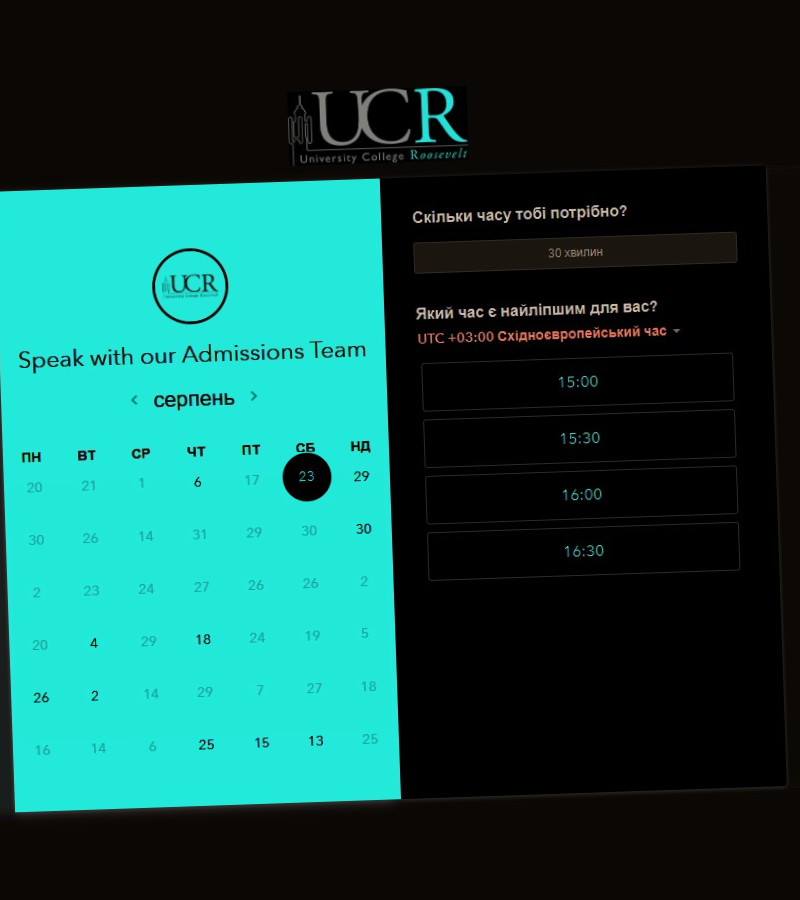 UCR
University College Roosevelt
UCR
Speak with our Admissions Team
серпень
ПН ВТ СР ЧТ ПТ СБ НД
20 21 1 6 17 23 29
30 26 14 31 29 30 30
2 23 24 27 26 26 2
20 4 29 18 24 19 5
26 2 14 29 7 27 18
16 14 6 25 15 13 25
Скільки часу тобі потрібно?
30 хвилин
Який час є найліпшим для вас?
UTC +03:00 Східноєвропейський час
15:00
15:30
16:00
16:30